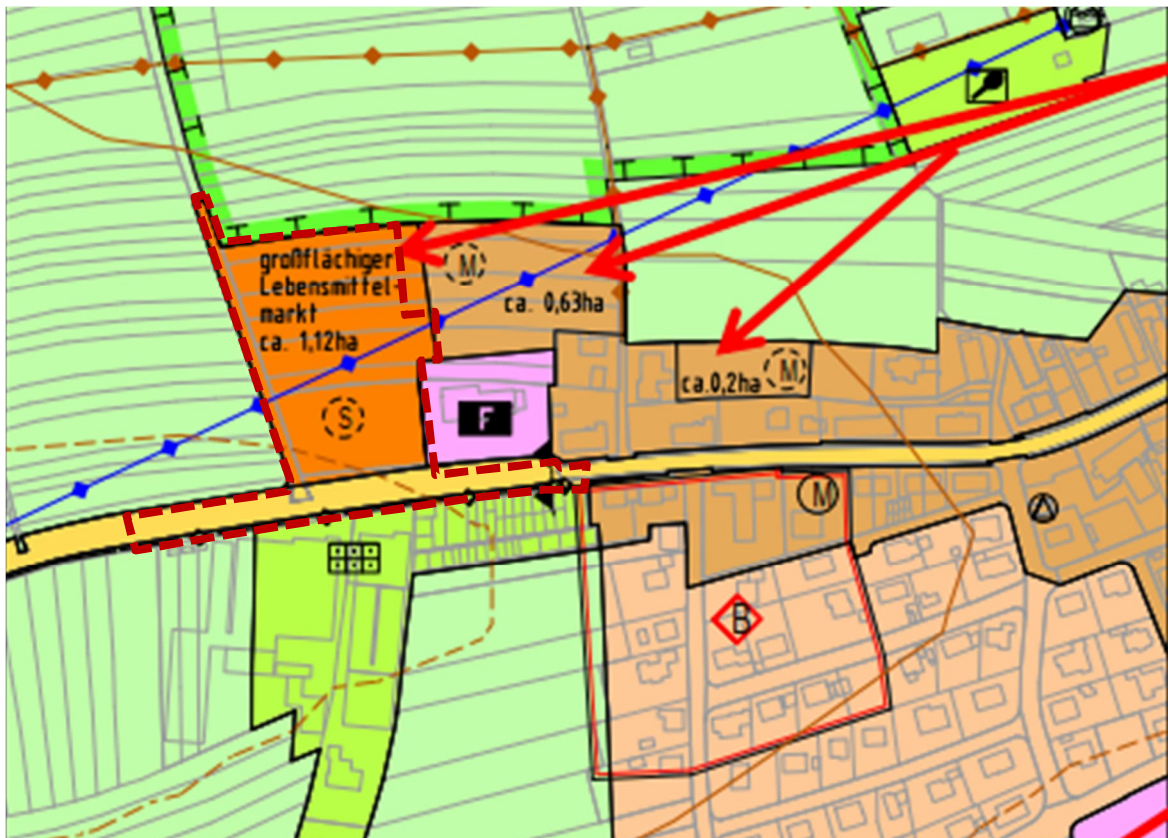 großflächiger
Lebensmittel-
markt
ca. 1,12ha
S
M
ca. 0,63ha
F
ca.0,2ha
M
M
B